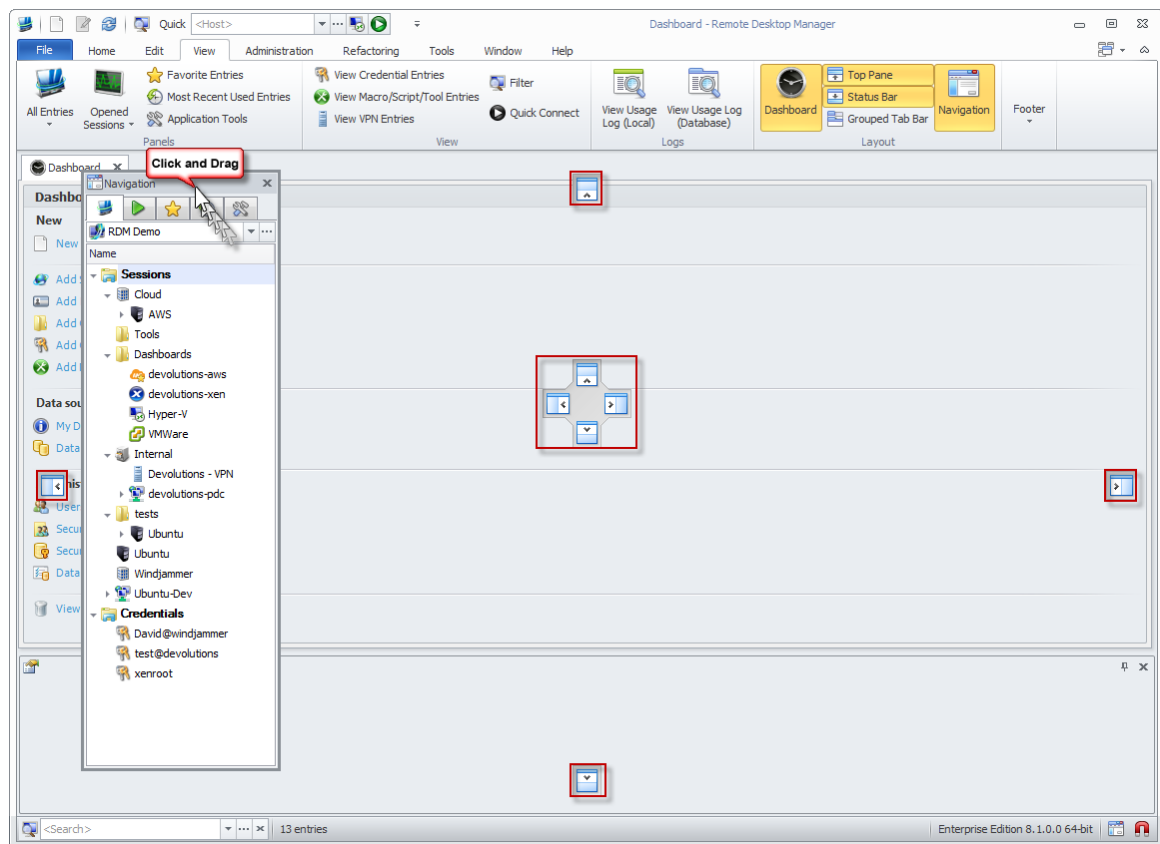 Quick <Host> Dashboard - Remote Desktop Manager
File Home Edit View Administration Refactoring Tools Window Help
All Entries
Opened Sessions
Favorite Entries
Most Recent Used Entries
Application Tools
Panels
View Credential Entries
View Macro/Script/Tool Entries
View VPN Entries
Filter
Quick Connect
View
View Usage Log (Local)
View Usage Log (Database)
Logs
Dashboard
Top Pane
Status Bar
Grouped Tab Bar
Navigation
Layout
Footer
Dashboard
Click and Drag
Navigation
RDM Demo
Name
Sessions
Cloud
AWS
Tools
Dashboards
devolutions-aws
devolutions-xen
Hyper-V
VMWare
Internal
Devolutions - VPN
devolutions-pdc
tests
Ubuntu
Ubuntu
Windjammer
Ubuntu-Dev
Credentials
David@windjammer
test@devolutions
xenroot
Dashbo
New
New
Add
Add
Add
Add
Add
Data sou
My D
Data
nis
User
Secu
Secu
Data
View
<Search> 13 entries Enterprise Edition 8.1.0.0 64-bit